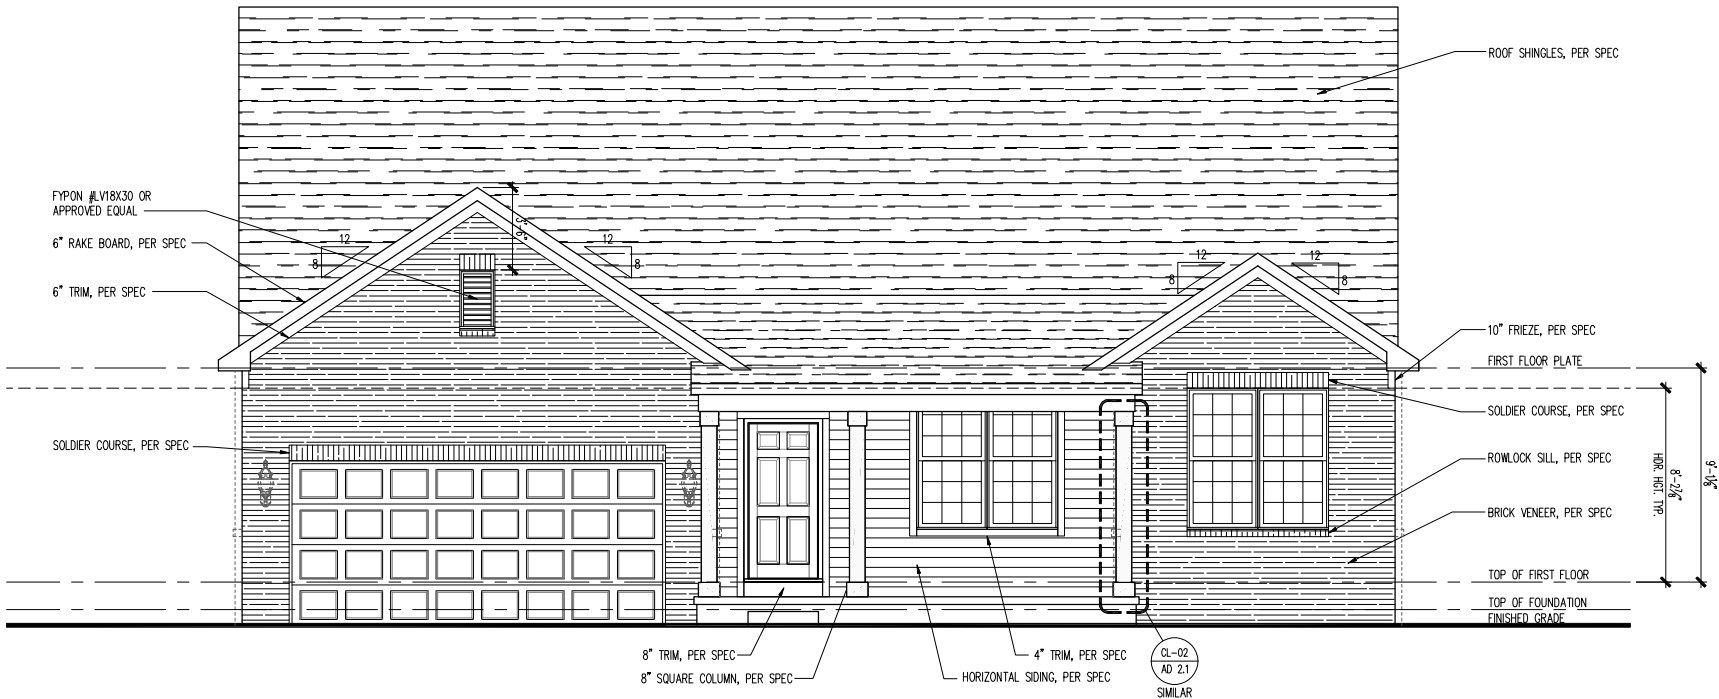 ROOF SHINGLES, PER SPEC
FYPON #LV18X30 OR
APPROVED EQUAL
6" RAKE BOARD, PER SPEC
6" TRIM, PER SPEC
3'-6"
12
8
12
8
12
8
12
8
10" FRIEZE, PER SPEC
FIRST FLOOR PLATE
SOLDIER COURSE, PER SPEC
SOLDIER COURSE, PER SPEC
ROWLOCK SILL, PER SPEC
BRICK VENEER, PER SPEC
HDR. HGT. TYP.
8'-2⅞"
9'-1⅛"
TOP OF FIRST FLOOR
TOP OF FOUNDATION
FINISHED GRADE
8" TRIM, PER SPEC
8" SQUARE COLUMN, PER SPEC
4" TRIM, PER SPEC
HORIZONTAL SIDING, PER SPEC
CL-02
AD 2.1
SIMILAR